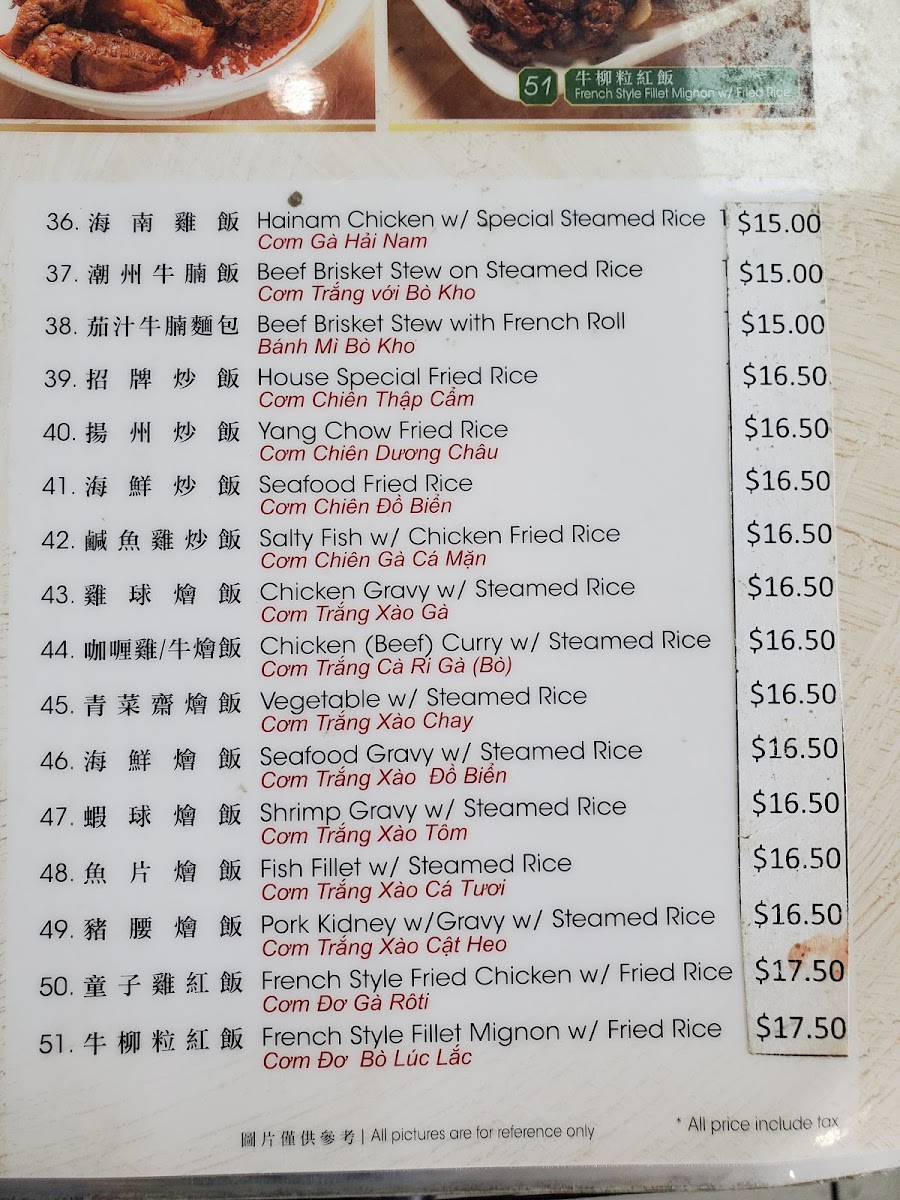 51 牛柳粒紅飯
French Style Fillet Mignon w/ Fried Rice
36. 海南雞飯 Hainam Chicken w/ Special Steamed Rice $15.00
Cơm Gà Hải Nam
37. 潮州牛腩飯 Beef Brisket Stew on Steamed Rice $15.00
Cơm Trắng với Bò Kho
38. 茄汁牛腩麵包 Beef Brisket Stew with French Roll $15.00
Bánh Mì Bò Kho
39. 招牌炒飯 House Special Fried Rice $16.50
Cơm Chiên Thập Cẩm
40. 揚州炒飯 Yang Chow Fried Rice $16.50
Cơm Chiên Dương Châu
41. 海鮮炒飯 Seafood Fried Rice $16.50
Cơm Chiên Đồ Biển
42. 鹹魚雞炒飯 Salty Fish w/ Chicken Fried Rice $16.50
Cơm Chiên Gà Cá Mặn
43. 雞球燴飯 Chicken Gravy w/ Steamed Rice $16.50
Cơm Trắng Xào Gà
44. 咖喱雞/牛燴飯 Chicken (Beef) Curry w/ Steamed Rice $16.50
Cơm Trắng Cà Ri Gà (Bò)
45. 青菜齋燴飯 Vegetable w/ Steamed Rice $16.50
Cơm Trắng Xào Chay
46. 海鮮燴飯 Seafood Gravy w/ Steamed Rice $16.50
Cơm Trắng Xào Đồ Biển
47. 蝦球燴飯 Shrimp Gravy w/ Steamed Rice $16.50
Cơm Trắng Xào Tôm
48. 魚片燴飯 Fish Fillet w/ Steamed Rice $16.50
Cơm Trắng Xào Cá Tươi
49. 豬腰燴飯 Pork Kidney w/Gravy w/ Steamed Rice $16.50
Cơm Trắng Xào Cật Heo
50. 童子雞紅飯 French Style Fried Chicken w/ Fried Rice $17.50
Cơm Đơ Gà Rôti
51. 牛柳粒紅飯 French Style Fillet Mignon w/ Fried Rice $17.50
Cơm Đơ Bò Lúc Lắc
圖片僅供參考 | All pictures are for reference only
* All price include tax